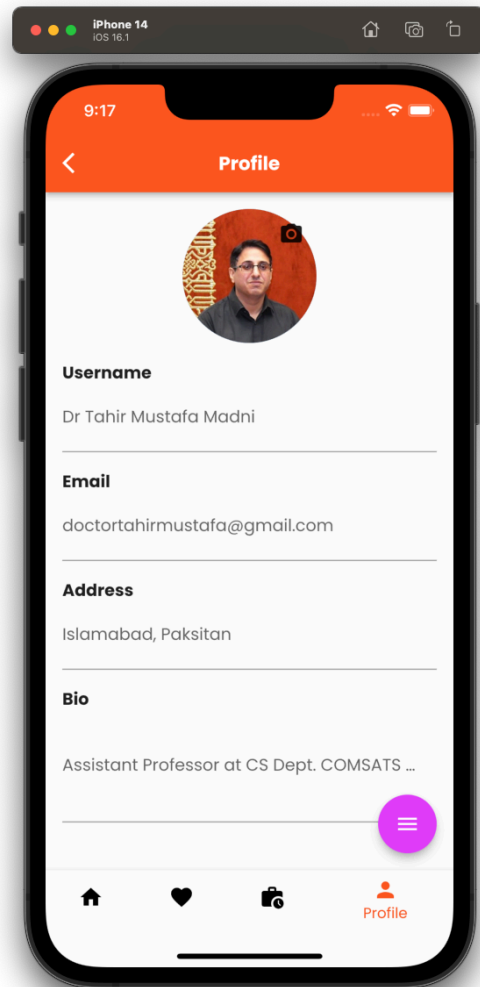 iPhone 14
iOS 16.1
9:17
Profile
Username
Dr Tahir Mustafa Madni
Email
doctortahirmustafa@gmail.com
Address
Islamabad, Paksitan
Bio
Assistant Professor at CS Dept. COMSATS ...
Profile